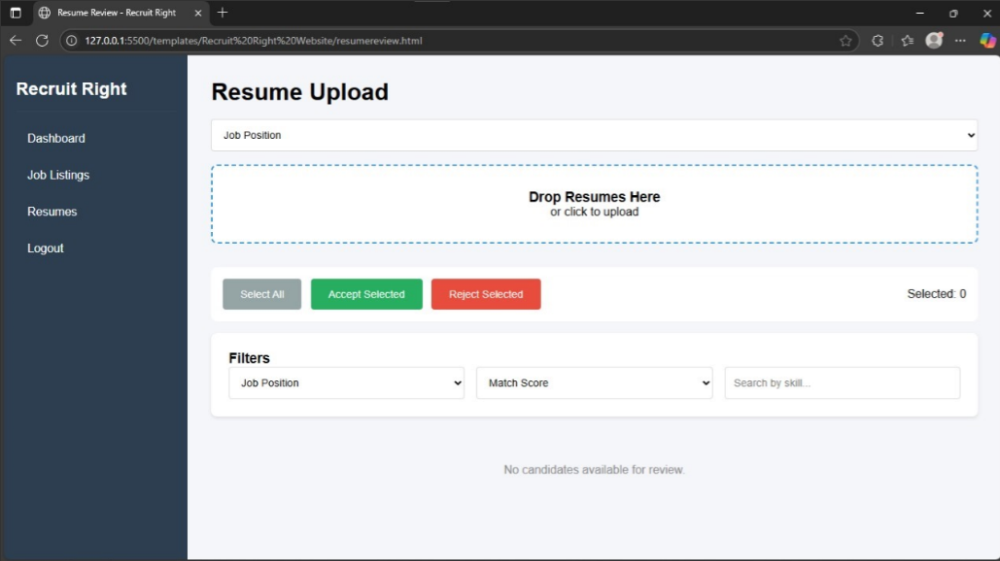 Resume Review - Recruit Right
127.0.0.1:5500/templates/Recruit%20Right%20Website/resumereview.html
Recruit Right
Dashboard
Job Listings
Resumes
Logout
Resume Upload
Job Position
Drop Resumes Here
or click to upload
Select All Accept Selected Reject Selected Selected: 0
Filters
Job Position Match Score Search by skill...
No candidates available for review.